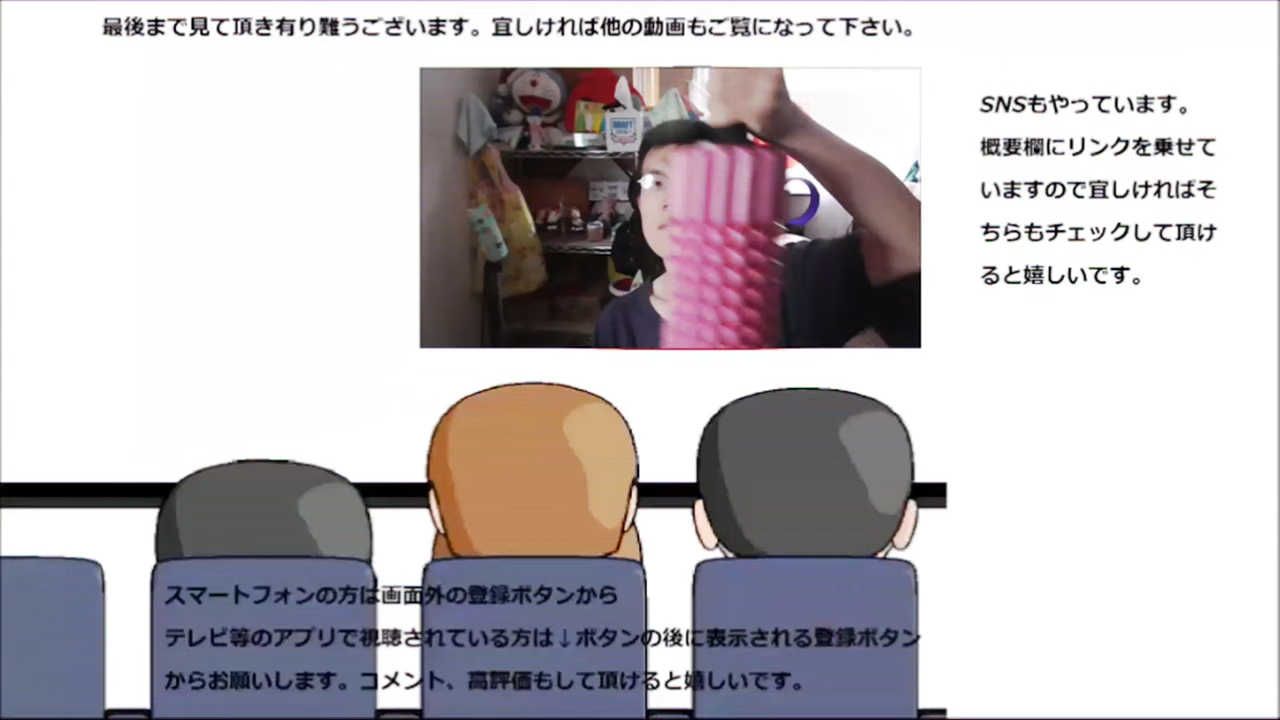 最後まで見て頂き有り難うございます。宜しければ他の動画もご覧になって下さい。
SNSもやっています。
概要欄にリンクを乗せて
いますので宜しければそ
ちらもチェックして頂け
ると嬉しいです。
スマートフォンの方は画面外の登録ボタンから
テレビ等のアプリで視聴されている方は↓ボタンの後に表示される登録ボタン
からお願いします。コメント、高評価もして頂けると嬉しいです。